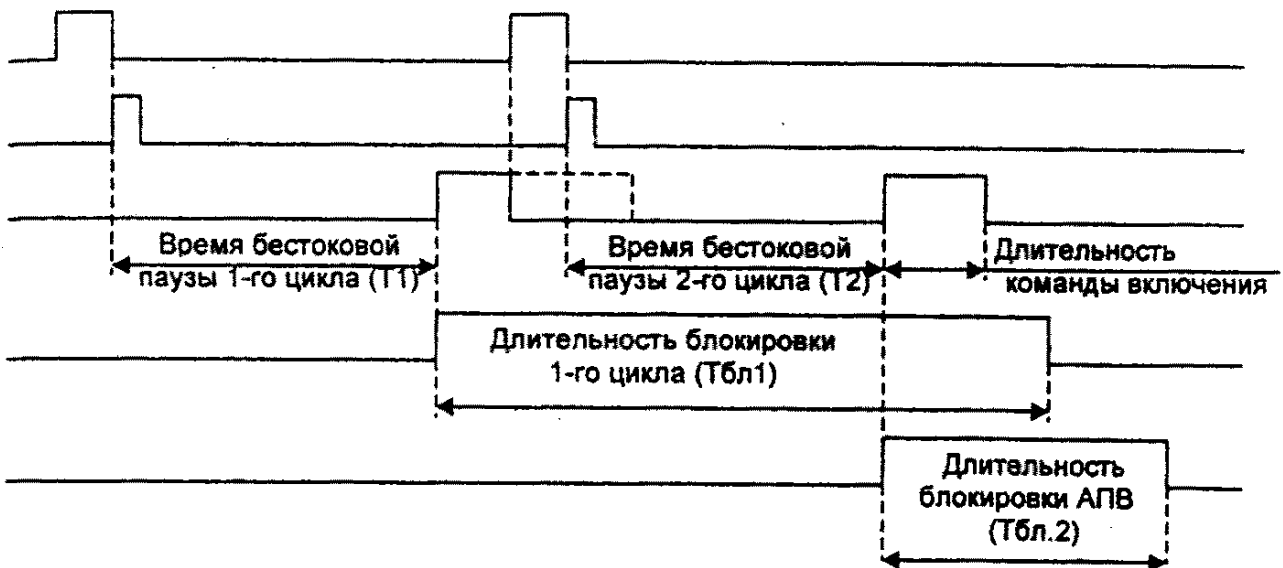 Время бестоковой
паузы 1-го цикла (Т1)
Время бестоковой
паузы 2-го цикла (Т2)
Длительность
команды включения
Длительность блокировки
1-го цикла (Тбл1)
Длительность
блокировки АПВ
(Тбл.2)